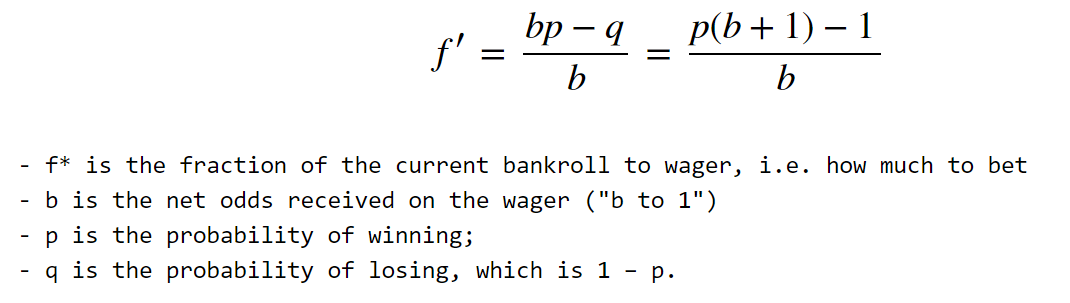 f′ = (bp − q)/b = (p(b + 1) − 1)/b
- f* is the fraction of the current bankroll to wager, i.e. how much to bet
- b is the net odds received on the wager ("b to 1")
- p is the probability of winning;
- q is the probability of losing, which is 1 – p.